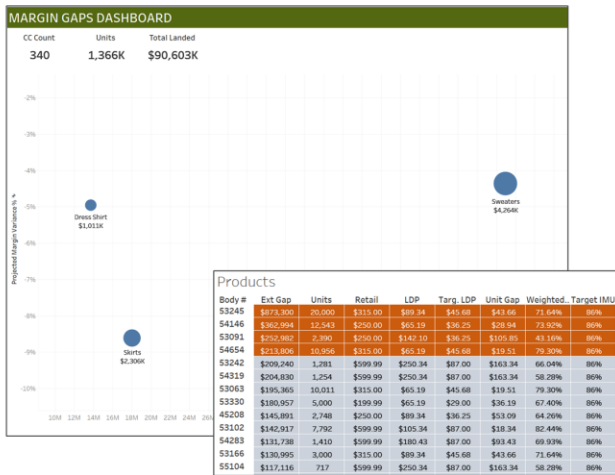 MARGIN GAPS DASHBOARD
CC Count Units Total Landed
340 1,366K $90,603K
-2%
-3%
-4%
-5%
-6%
-7%
-8%
-9%
-10%
Projected Margin Variance %
Sweaters
$4,264K
Dress Shirt
$1,011K
Skirts
$2,306K
10M 12M 14M 16M 18M 20M 22M 24M 26M
Products
Body # Ext Gap Units Retail LDP Targ. LDP Unit Gap Weighted.. Target IMU
53245 $873,300 20,000 $315.00 $89.34 $45.68 $43.66 71.64% 86%
54146 $362,994 12,543 $250.00 $65.19 $36.25 $28.94 73.92% 86%
53091 $252,982 2,390 $250.00 $142.10 $36.25 $105.85 43.16% 86%
54654 $213,806 10,956 $315.00 $65.19 $45.68 $19.51 79.30% 86%
53242 $209,240 1,281 $599.99 $250.34 $87.00 $163.34 66.04% 86%
54319 $204,830 1,254 $599.99 $250.34 $87.00 $163.34 58.28% 86%
53063 $195,365 10,011 $315.00 $65.19 $45.68 $19.51 79.30% 86%
53330 $180,957 5,000 $199.99 $65.19 $29.00 $36.19 67.40% 86%
45208 $145,891 2,748 $250.00 $89.34 $36.25 $53.09 64.26% 86%
53102 $142,917 7,792 $599.99 $105.34 $87.00 $18.34 82.44% 86%
54283 $131,738 1,410 $599.99 $180.43 $87.00 $93.43 69.93% 86%
53166 $130,995 3,000 $315.00 $89.34 $45.68 $43.66 71.64% 86%
55104 $117,116 717 $599.99 $250.34 $87.00 $163.34 58.28% 86%